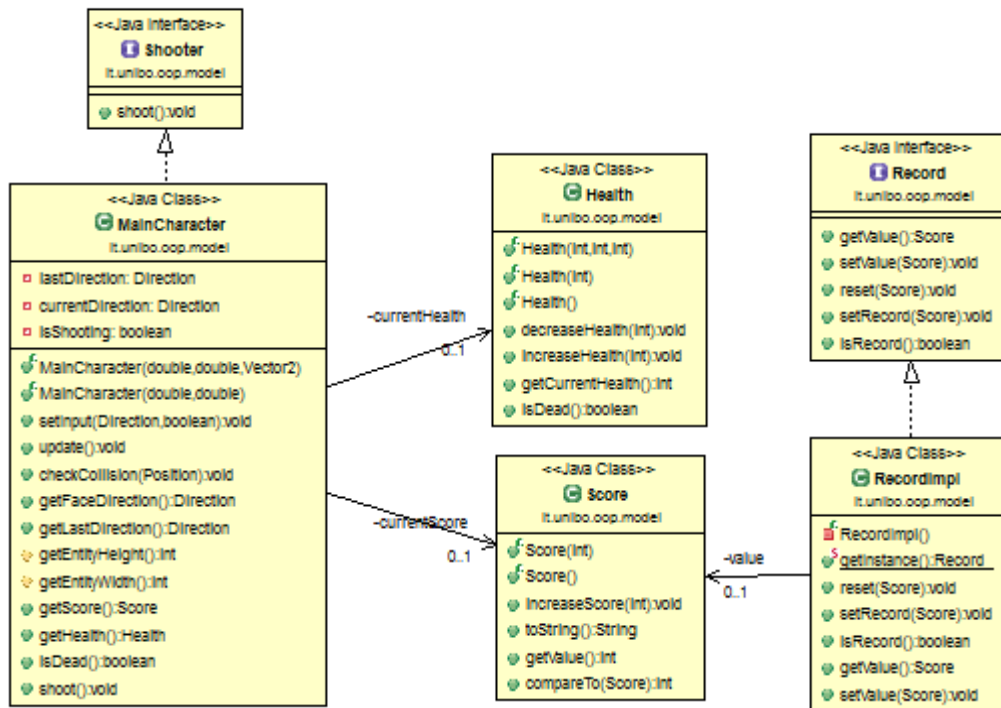 <<Java Interface>>
Shooter
it.unibo.oop.model
shoot():void
<<Java Class>>
MainCharacter
it.unibo.oop.model
lastDirection: Direction
currentDirection: Direction
isShooting: boolean
MainCharacter(double,double,Vector2)
MainCharacter(double,double)
setInput(Direction,boolean):void
update():void
checkCollision(Position):void
getFaceDirection():Direction
getLastDirection():Direction
getEntityHeight():int
getEntityWidth():int
getScore():Score
getHealth():Health
isDead():boolean
shoot():void
-currentHealth
0..1
-currentScore
0..1
<<Java Class>>
Health
it.unibo.oop.model
Health(int,int,int)
Health(int)
Health()
decreaseHealth(int):void
increaseHealth(int):void
getCurrentHealth():int
isDead():boolean
<<Java Class>>
Score
it.unibo.oop.model
Score(int)
Score()
increaseScore(int):void
toString():String
getValue():int
compareTo(Score):int
-value
0..1
<<Java Interface>>
Record
it.unibo.oop.model
getValue():Score
setValue(Score):void
reset(Score):void
setRecord(Score):void
isRecord():boolean
<<Java Class>>
RecordImpl
it.unibo.oop.model
RecordImpl()
getInstance():Record
reset(Score):void
setRecord(Score):void
isRecord():boolean
getValue():Score
setValue(Score):void